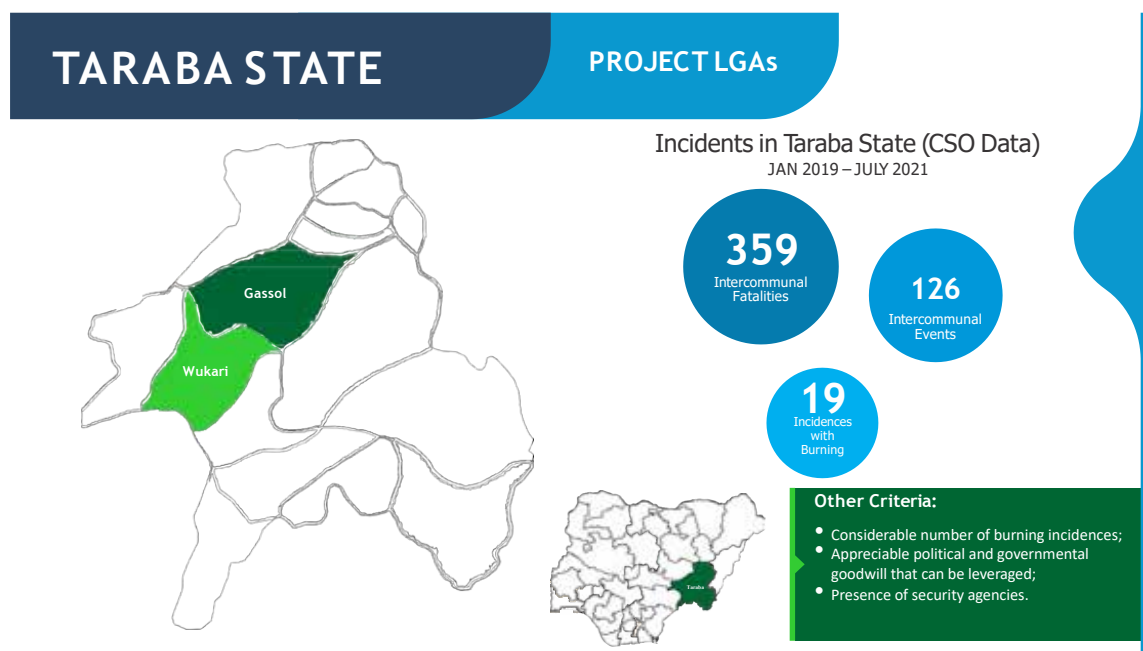 TARABA STATE
PROJECT LGAs
Incidents in Taraba State (CSO Data)
JAN 2019 – JULY 2021
359
Intercommunal
Fatalities
126
Intercommunal
Events
19
Incidences
with
Burning
Gassol
Wukari
Taraba
Other Criteria:
• Considerable number of burning incidences;
• Appreciable political and governmental
goodwill that can be leveraged;
• Presence of security agencies.